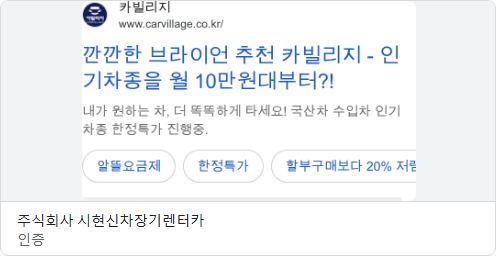 카빌리지
www.carvillage.co.kr/
깐깐한 브라이언 추천 카빌리지 - 인
기차종을 월 10만원대부터?!
내가 원하는 차, 더 똑똑하게 타세요! 국산차 수입차 인기
차종 한정특가 진행중.
알뜰요금제 한정특가 할부구매보다 20% 저렴
주식회사 시현신차장기렌터카
인증